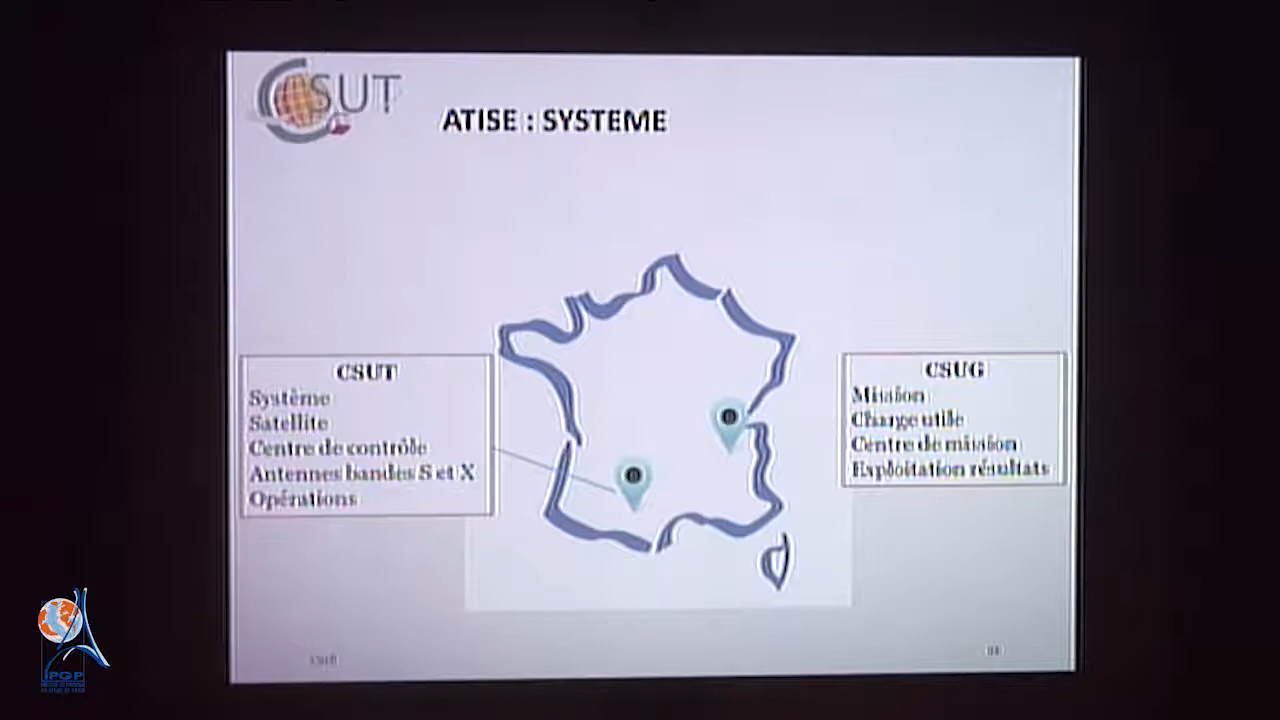 CSUT
ATISE : SYSTEME
CSUT
Système
Satellite
Centre de contrôle
Antennes bandes S et X
Opérations
CSUG
Mission
Charge utile
Centre de mission
Exploitation résultats
IPGP